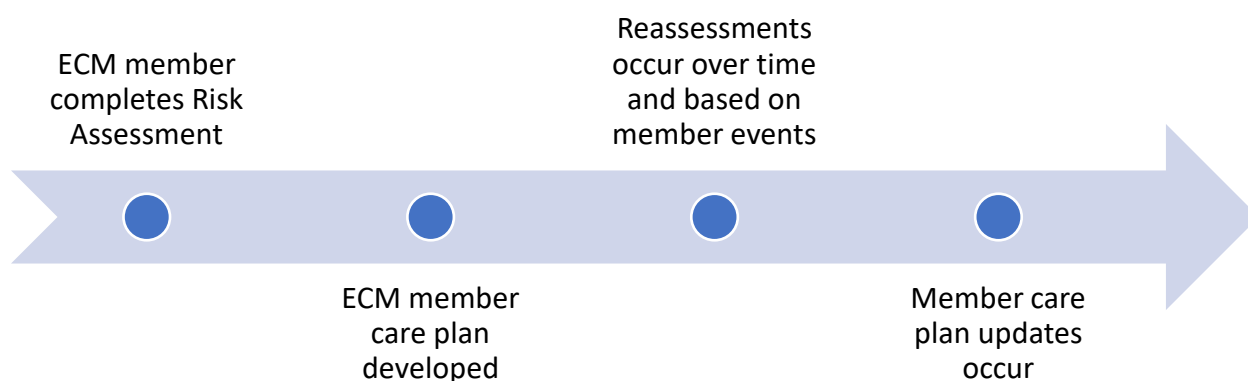 ECM member
completes Risk
Assessment
ECM member
care plan
developed
Reassessments
occur over time
and based on
member events
Member care
plan updates
occur